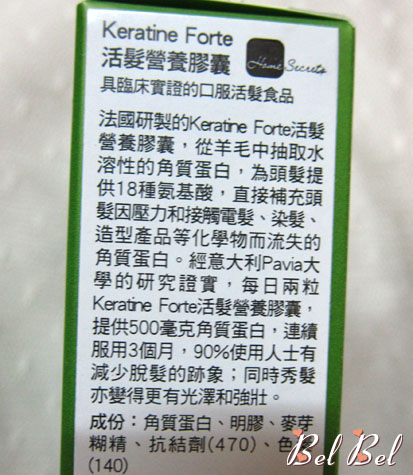 Keratine Forte
活髮營養膠囊
Home Secrets
具臨床實證的口服活髮食品
法國研製的Keratine Forte活髮
營養膠囊，從羊毛中抽取水
溶性的角質蛋白，為頭髮提
供18種氨基酸，直接補充頭
髮因壓力和接觸電髮、染髮、
造型產品等化學物而流失的
角質蛋白。經意大利Pavia大
學的研究證實，每日兩粒
Keratine Forte活髮營養膠囊，
提供500毫克角質蛋白，連續
服用3個月，90%使用人士有
減少脫髮的跡象；同時秀髮
亦變得更有光澤和強壯。
成份：角質蛋白、明膠、麥芽
糊精、抗結劑(470)、色
(140)
Bel Bel